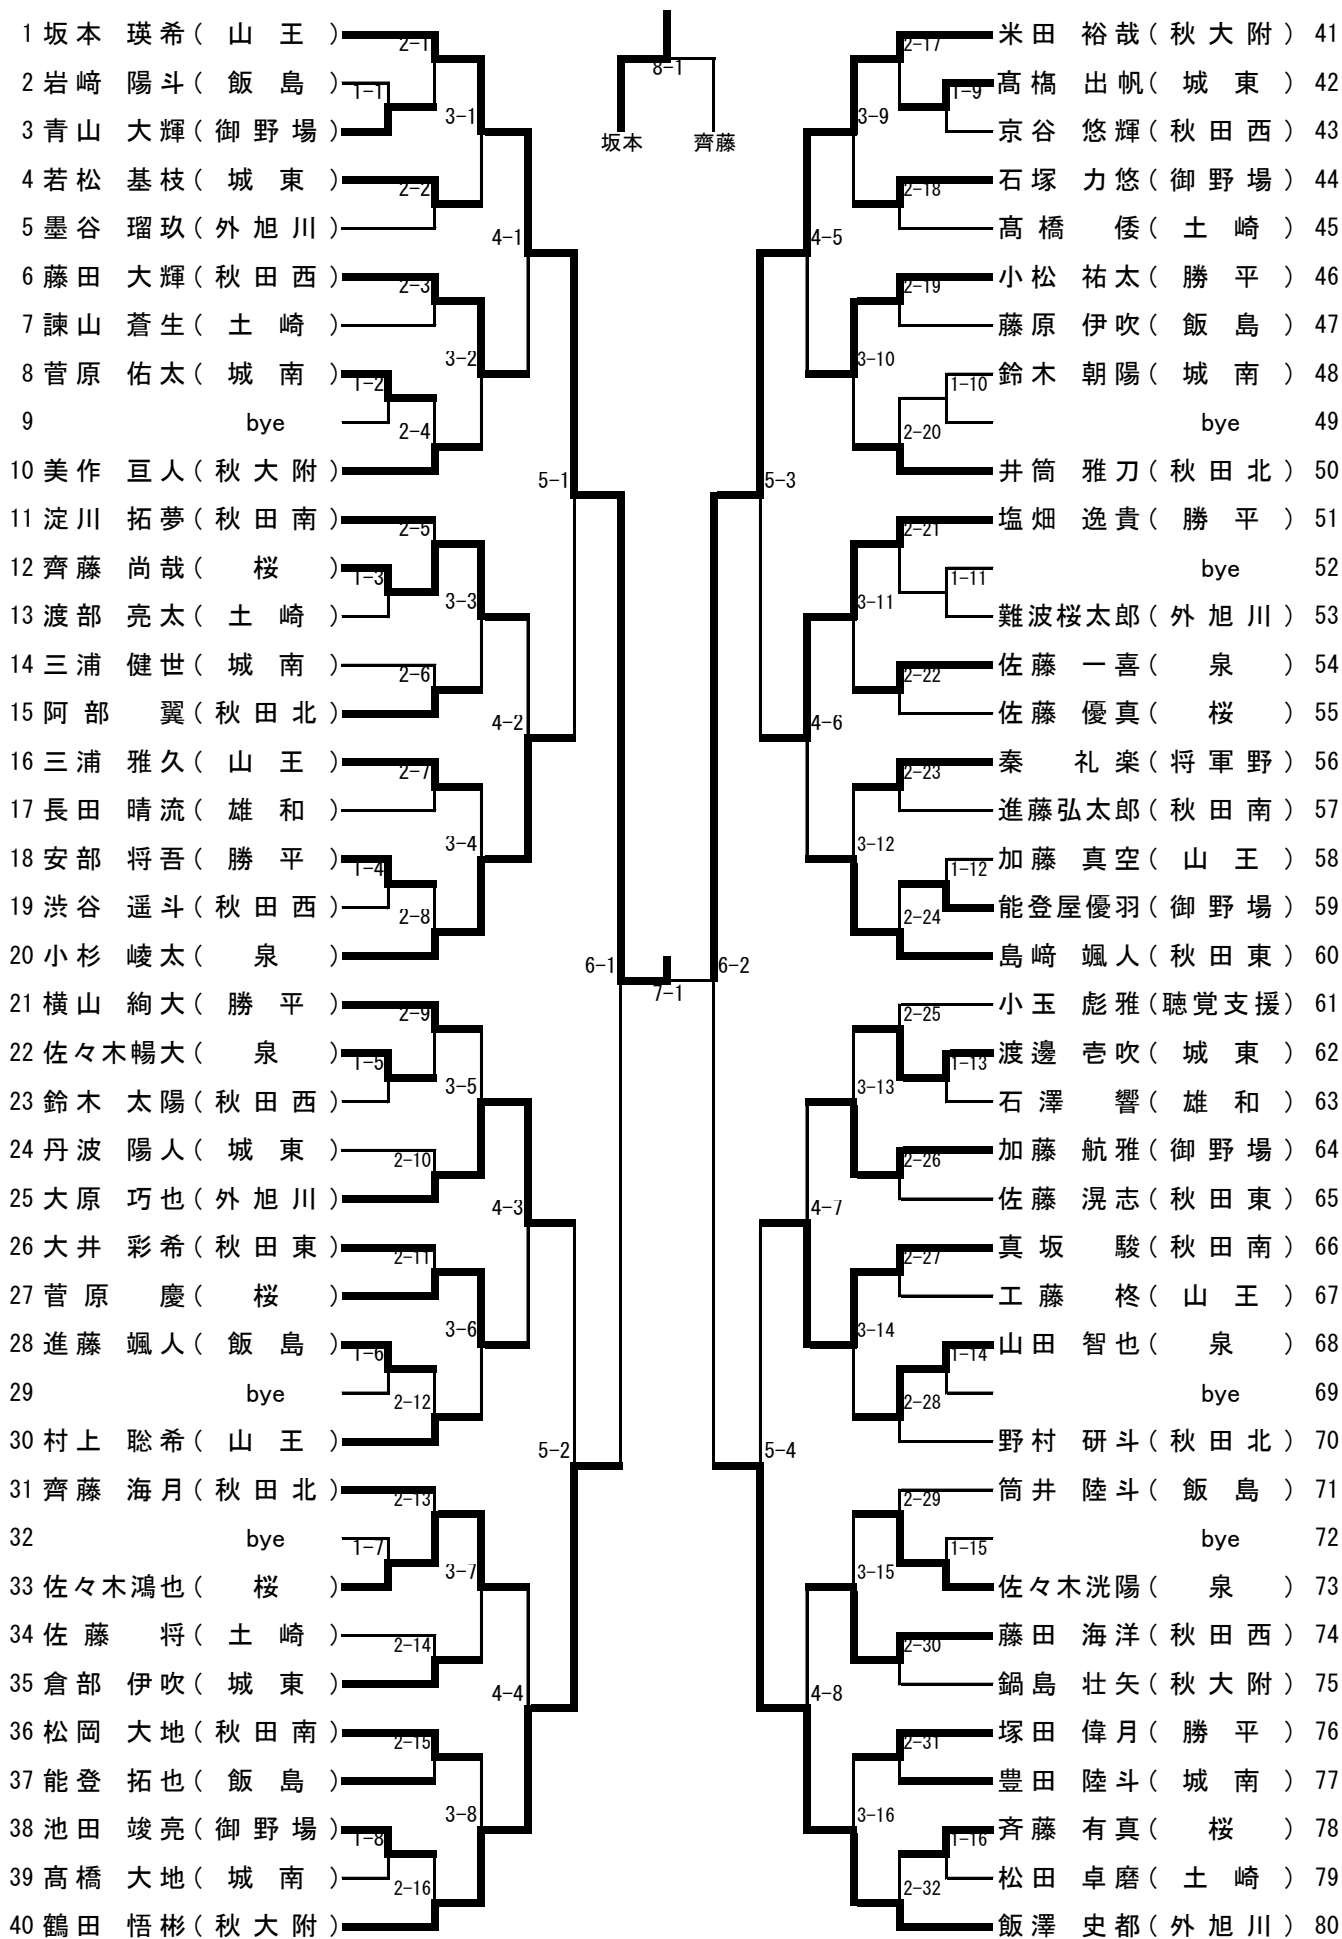 1 坂本 瑛希（ 山 王 ）
2-1
2 岩﨑 陽斗（ 飯 島 ）
1-1
3-1
3 青山 大輝（ 御 野 場 ）
4 若松 基枝（ 城 東 ）
2-2
5 墨谷 瑠玖（ 外 旭 川 ）
4-1
6 藤田 大輝（ 秋 田 西 ）
2-3
7 諫山 蒼生（ 土 崎 ）
3-2
8 菅原 佑太（ 城 南 ）
1-2
9 bye
2-4
10 美作 亘人（ 秋 大 附 ）
5-1
11 淀川 拓夢（ 秋 田 南 ）
2-5
12 齊藤 尚哉（ 桜 ）
1-3
3-3
13 渡部 亮太（ 土 崎 ）
14 三浦 健世（ 城 南 ）
2-6
15 阿部 翼（ 秋 田 北 ）
4-2
16 三浦 雅久（ 山 王 ）
2-7
17 長田 晴流（ 雄 和 ）
3-4
18 安部 将吾（ 勝 平 ）
1-4
19 渋谷 遥斗（ 秋 田 西 ）
2-8
20 小杉 崚太（ 泉 ）
6-1
21 横山 絢大（ 勝 平 ）
2-9
22 佐々木暢大（ 泉 ）
1-5
3-5
23 鈴木 太陽（ 秋 田 西 ）
24 丹波 陽人（ 城 東 ）
2-10
25 大原 巧也（ 外 旭 川 ）
4-3
26 大井 彩希（ 秋 田 東 ）
2-11
27 菅原 慶（ 桜 ）
3-6
28 進藤 颯人（ 飯 島 ）
1-6
29 bye
2-12
30 村上 聡希（ 山 王 ）
5-2
31 齊藤 海月（ 秋 田 北 ）
2-13
32 bye
1-7
3-7
33 佐々木鴻也（ 桜 ）
34 佐藤 将（ 土 崎 ）
2-14
35 倉部 伊吹（ 城 東 ）
4-4
36 松岡 大地（ 秋 田 南 ）
2-15
37 能登 拓也（ 飯 島 ）
3-8
38 池田 竣亮（ 御 野 場 ）
1-8
39 髙橋 大地（ 城 南 ）
2-16
40 鶴田 悟彬（ 秋 大 附 ）
8-1
坂本 齊藤
7-1
米田 裕哉（ 秋 大 附 ） 41
2-17
髙橋 出帆（ 城 東 ） 42
1-9
3-9
京谷 悠輝（ 秋 田 西 ） 43
石塚 力悠（ 御 野 場 ） 44
2-18
髙橋 倭（ 土 崎 ） 45
4-5
小松 祐太（ 勝 平 ） 46
2-19
藤原 伊吹（ 飯 島 ） 47
3-10
鈴木 朝陽（ 城 南 ） 48
1-10
bye 49
2-20
井筒 雅刀（ 秋 田 北 ） 50
5-3
塩畑 逸貴（ 勝 平 ） 51
2-21
bye 52
1-11
3-11
難波桜太郎（ 外 旭 川 ） 53
佐藤 一喜（ 泉 ） 54
2-22
佐藤 優真（ 桜 ） 55
4-6
秦 礼楽（ 将 軍 野 ） 56
2-23
進藤弘太郎（ 秋 田 南 ） 57
3-12
加藤 真空（ 山 王 ） 58
1-12
能登屋優羽（ 御 野 場 ） 59
2-24
島﨑 颯人（ 秋 田 東 ） 60
6-2
小玉 彪雅（聴覚支援） 61
2-25
渡邊 壱吹（ 城 東 ） 62
1-13
3-13
石澤 響（ 雄 和 ） 63
加藤 航雅（ 御 野 場 ） 64
2-26
佐藤 滉志（ 秋 田 東 ） 65
4-7
真坂 駿（ 秋 田 南 ） 66
2-27
工藤 柊（ 山 王 ） 67
3-14
山田 智也（ 泉 ） 68
1-14
bye 69
2-28
野村 研斗（ 秋 田 北 ） 70
5-4
筒井 陸斗（ 飯 島 ） 71
2-29
bye 72
1-15
3-15
佐々木洸陽（ 泉 ） 73
藤田 海洋（ 秋 田 西 ） 74
2-30
鍋島 壮矢（ 秋 大 附 ） 75
4-8
塚田 偉月（ 勝 平 ） 76
2-31
豊田 陸斗（ 城 南 ） 77
3-16
斉藤 有真（ 桜 ） 78
1-16
松田 卓磨（ 土 崎 ） 79
2-32
飯澤 史都（ 外 旭 川 ） 80